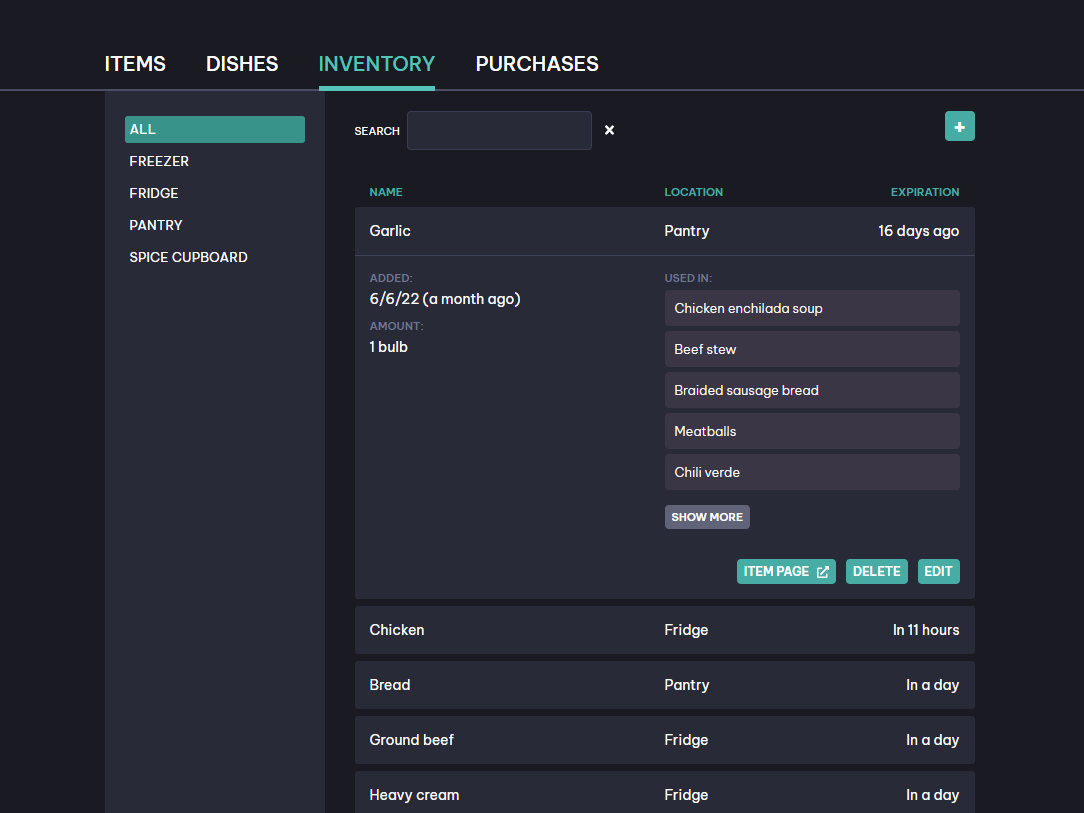 ITEMS DISHES INVENTORY PURCHASES
ALL
FREEZER
FRIDGE
PANTRY
SPICE CUPBOARD
SEARCH × +
NAME LOCATION EXPIRATION
Garlic Pantry 16 days ago
ADDED:
6/6/22 (a month ago)
AMOUNT:
1 bulb
USED IN:
Chicken enchilada soup
Beef stew
Braided sausage bread
Meatballs
Chili verde
SHOW MORE
ITEM PAGE DELETE EDIT
Chicken Fridge In 11 hours
Bread Pantry In a day
Ground beef Fridge In a day
Heavy cream Fridge In a day